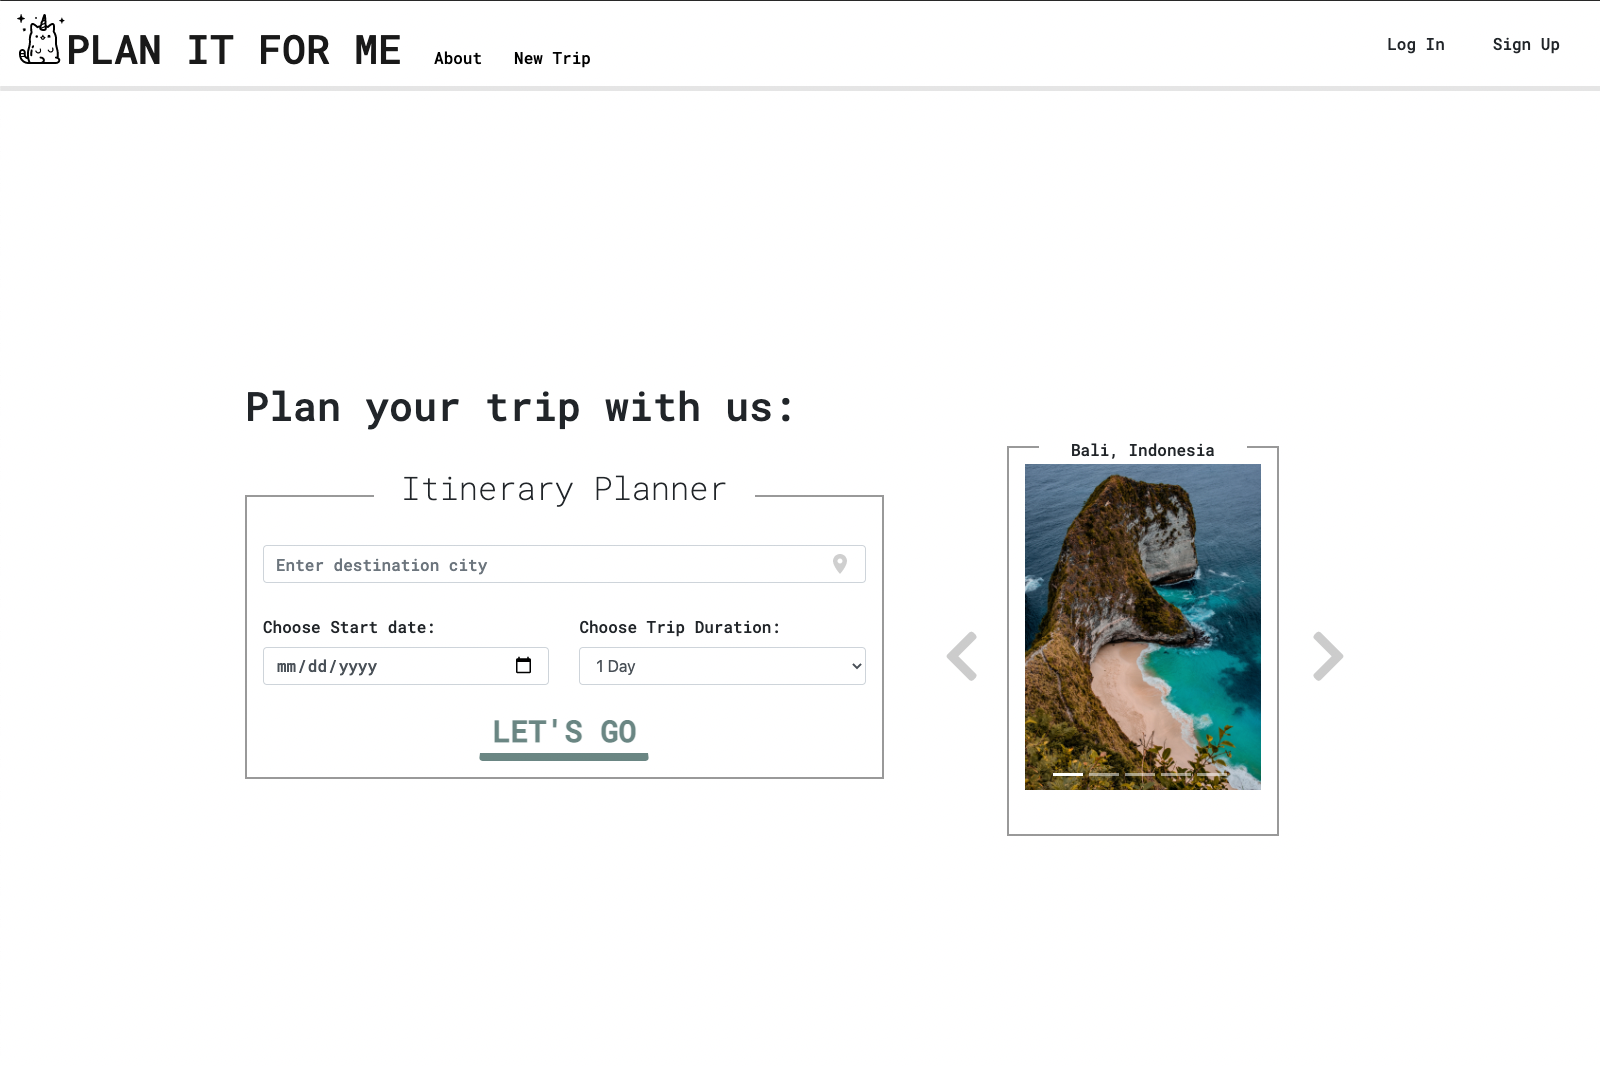 PLAN IT FOR ME
About
New Trip
Log In
Sign Up
Plan your trip with us:
Itinerary Planner
Enter destination city
Choose Start date:
Choose Trip Duration:
mm/dd/yyyy
1 Day
LET'S GO
Bali, Indonesia